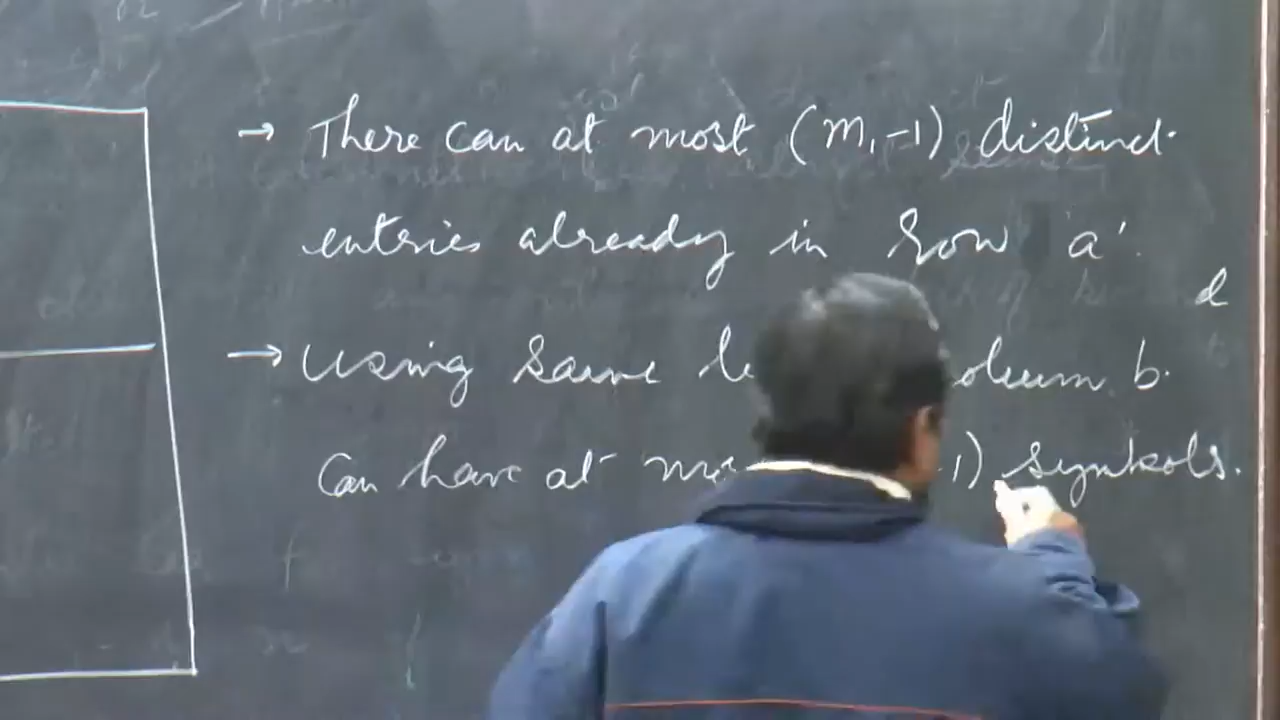 → There can at most (m₁-1) distinct
entries already in row 'a'.
d
→ Using same column b.
can have at -1) symbols.